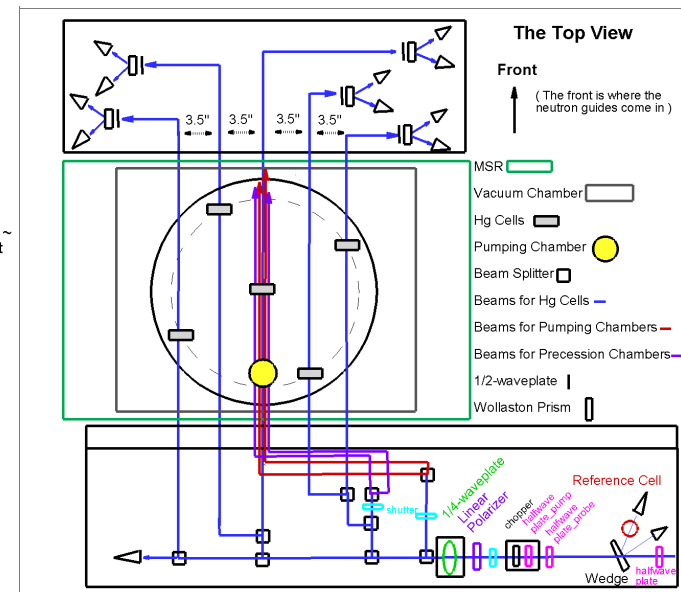 The Top View
Front
( The front is where the
neutron guides come in )
3.5" 3.5" 3.5" 3.5"
MSR
Vacuum Chamber
~
t
Hg Cells
Pumping Chamber
Beam Splitter
Beams for Hg Cells
Beams for Pumping Chambers
Beams for Precession Chambers
1/2-waveplate
Wollaston Prism
Reference Cell
1/4-waveplate
Linear
Polarizer
shutter
chopper
halfwave
plate_pump
halfwave
plate_probe
Wedge
halfwave
plate